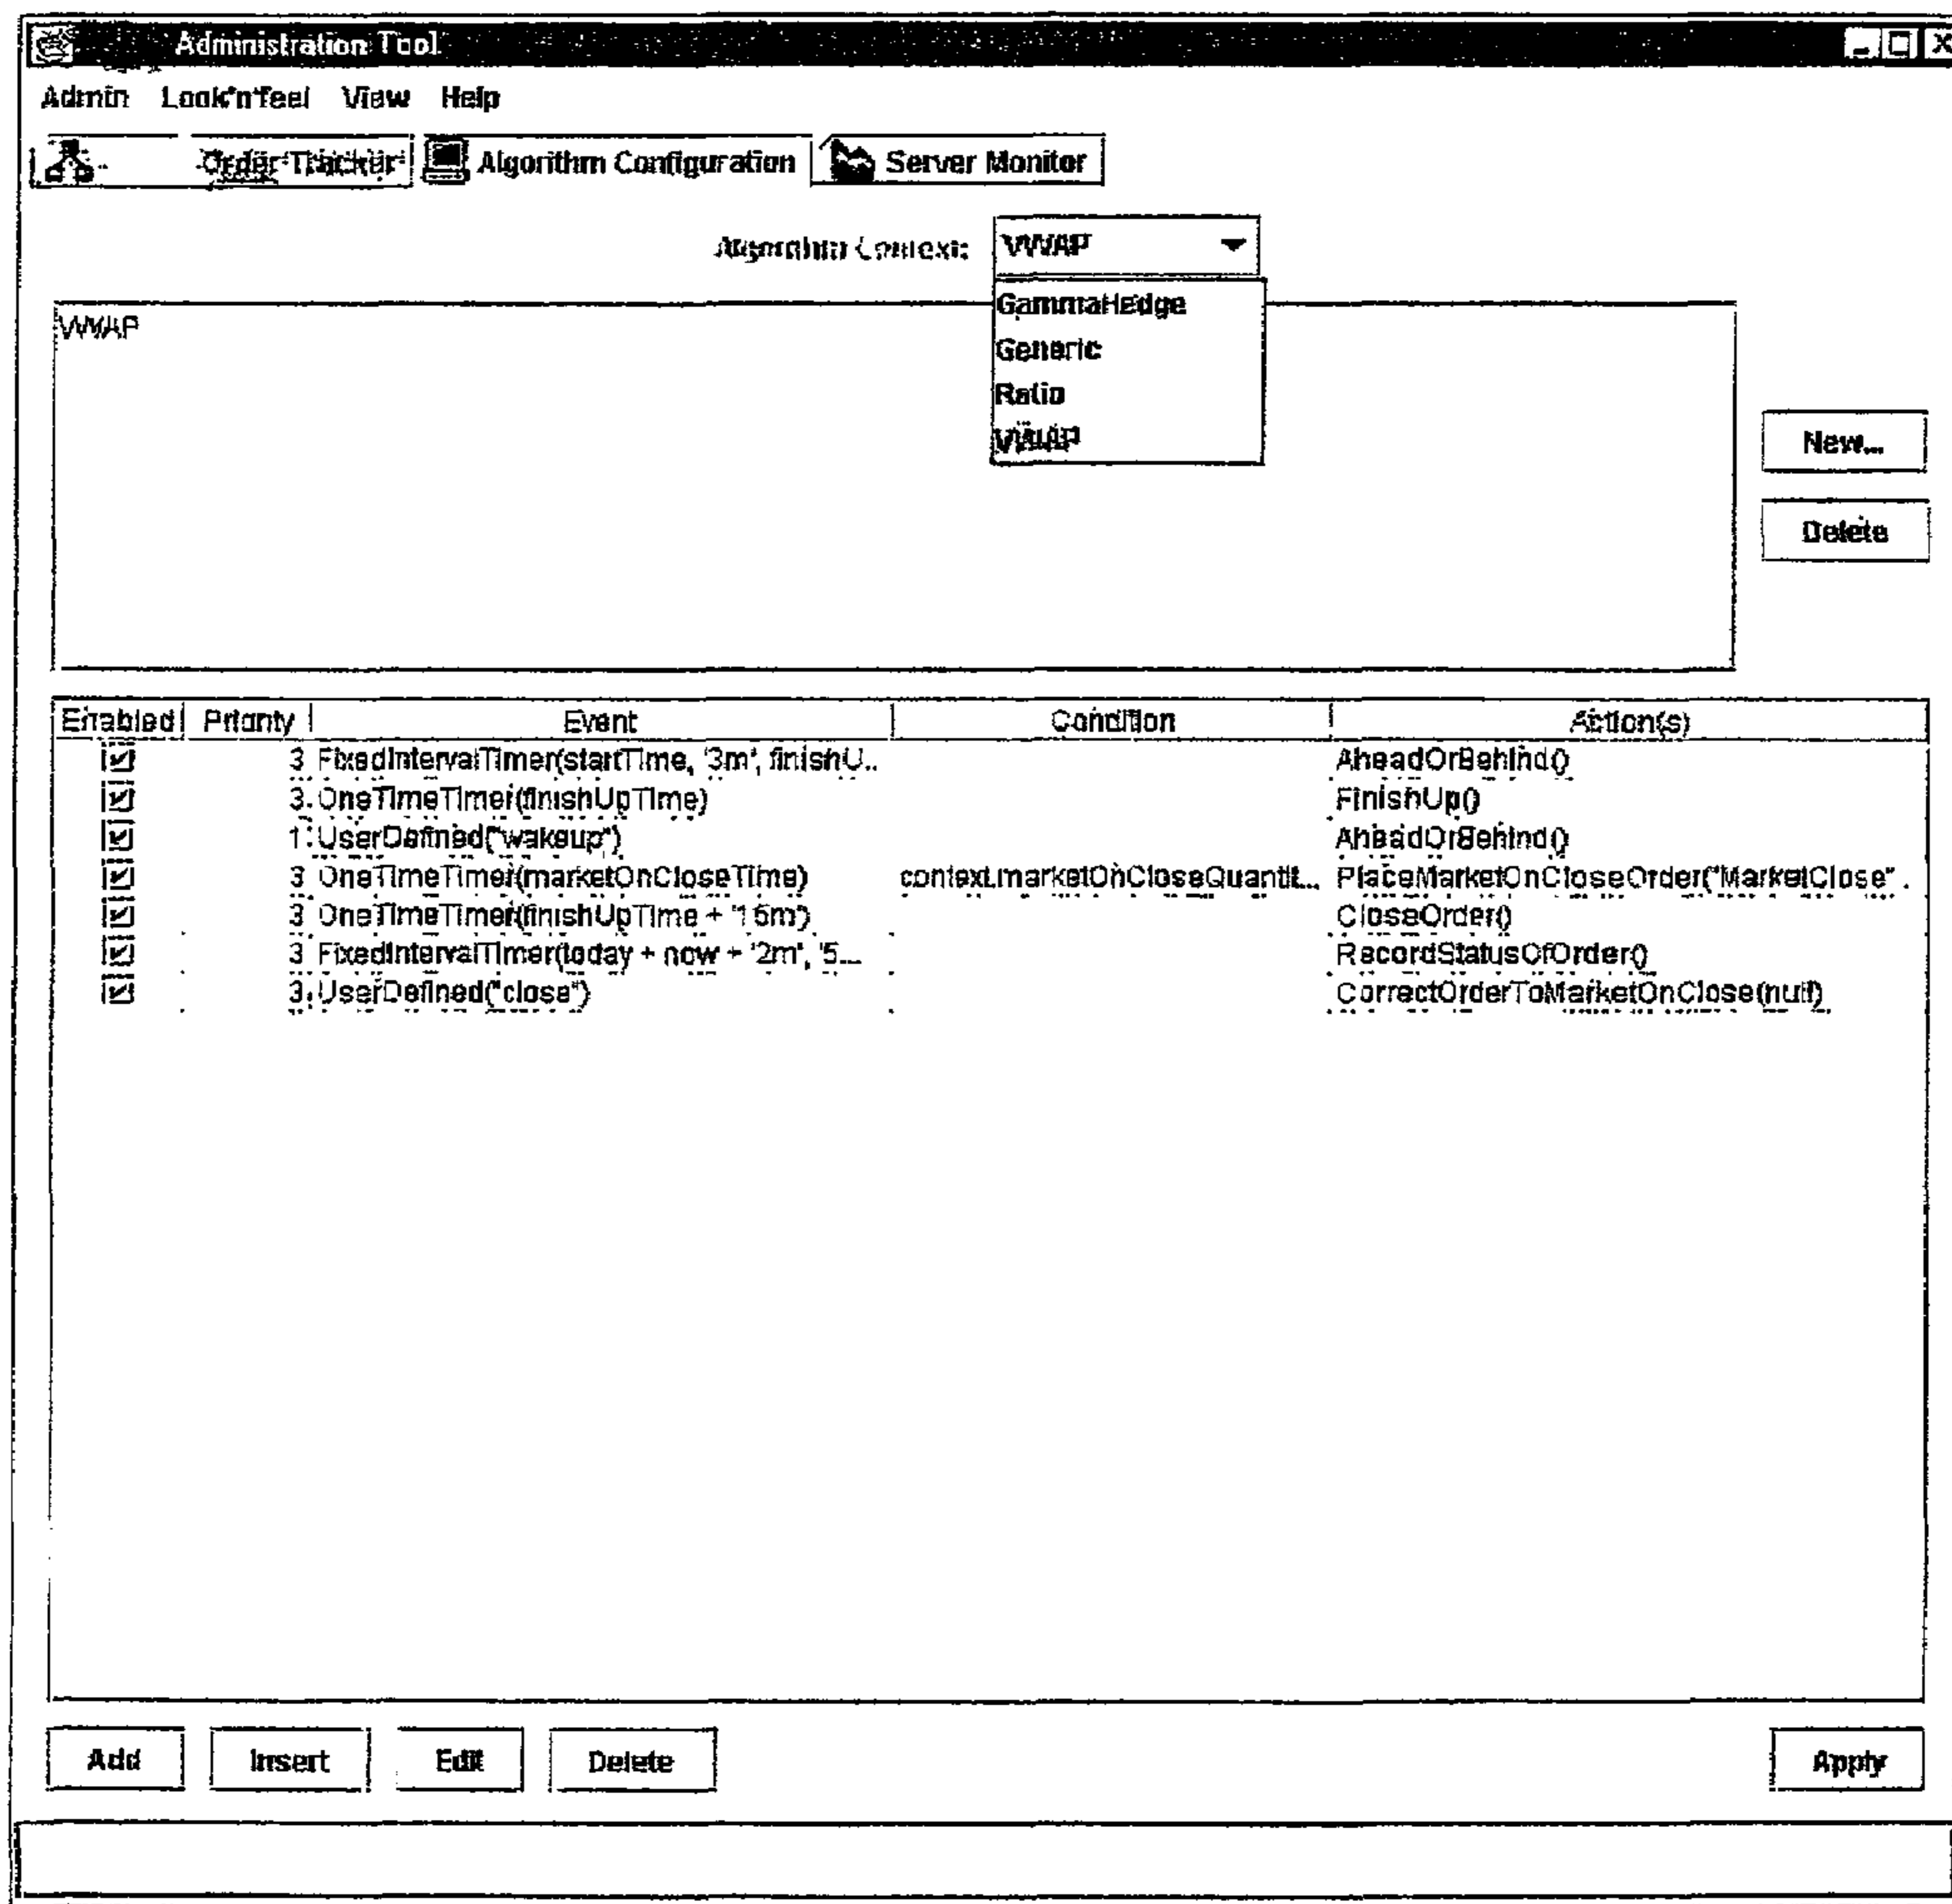 Administration Tool
Admin Look'n'feel View Help
Order Tracker Algorithm Configuration Server Monitor
Algorithm Context: VWAP
GammaHedge
VWAP
Generic
Ratio
VWAP
New...
Delete
Enabled Priority Event Condition Action(s)
3 FixedIntervalTimer(startTime, '3m', finishU... AheadOrBehind()
3 OneTimeTimer(finishUpTime) FinishUp()
1 UserDefined("wakeup") AheadOrBehind()
3 OneTimeTimer(marketOnCloseTime) context.marketOnCloseQuantit... PlaceMarketOnCloseOrder("MarketClose" .
3 OneTimeTimer(finishUpTime + '15m') CloseOrder()
3 FixedIntervalTimer(today + now + '2m', '5... RecordStatusOfOrder()
3 UserDefined("close") CorrectOrderToMarketOnClose(null)
Add Insert Edit Delete Apply